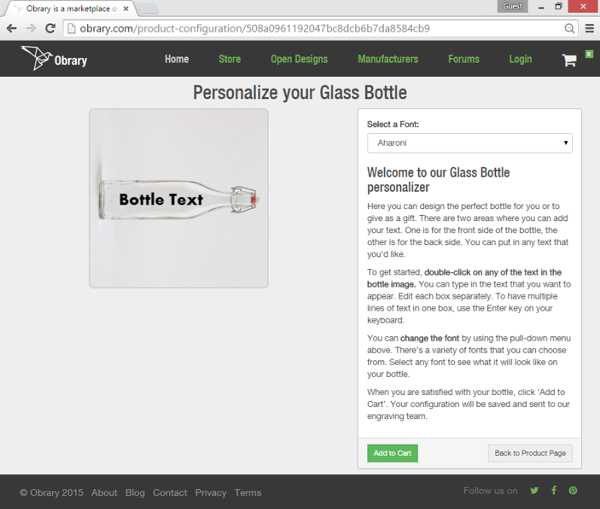 Obrary is a marketplace o
Guest
obrary.com/product-configuration/508a0961192047bc8dcb6b7da8584cb9
Obrary
Home
Store
Open Designs
Manufacturers
Forums
Login
Personalize your Glass Bottle
Bottle Text
Select a Font:
Aharoni
Welcome to our Glass Bottle
personalizer
Here you can design the perfect bottle for you or to
give as a gift. There are two areas where you can add
your text. One is for the front side of the bottle, the
other is for the back side. You can put in any text that
you'd like.
To get started, double-click on any of the text in the
bottle image. You can type in the text that you want to
appear. Edit each box separately. To have multiple
lines of text in one box, use the Enter key on your
keyboard.
You can change the font by using the pull-down menu
above. There's a variety of fonts that you can choose
from. Select any font to see what it will look like on
your bottle.
When you are satisfied with your bottle, click 'Add to
Cart'. Your configuration will be saved and sent to our
engraving team.
Add to Cart
Back to Product Page
© Obrary 2015 About Blog Contact Privacy Terms
Follow us on